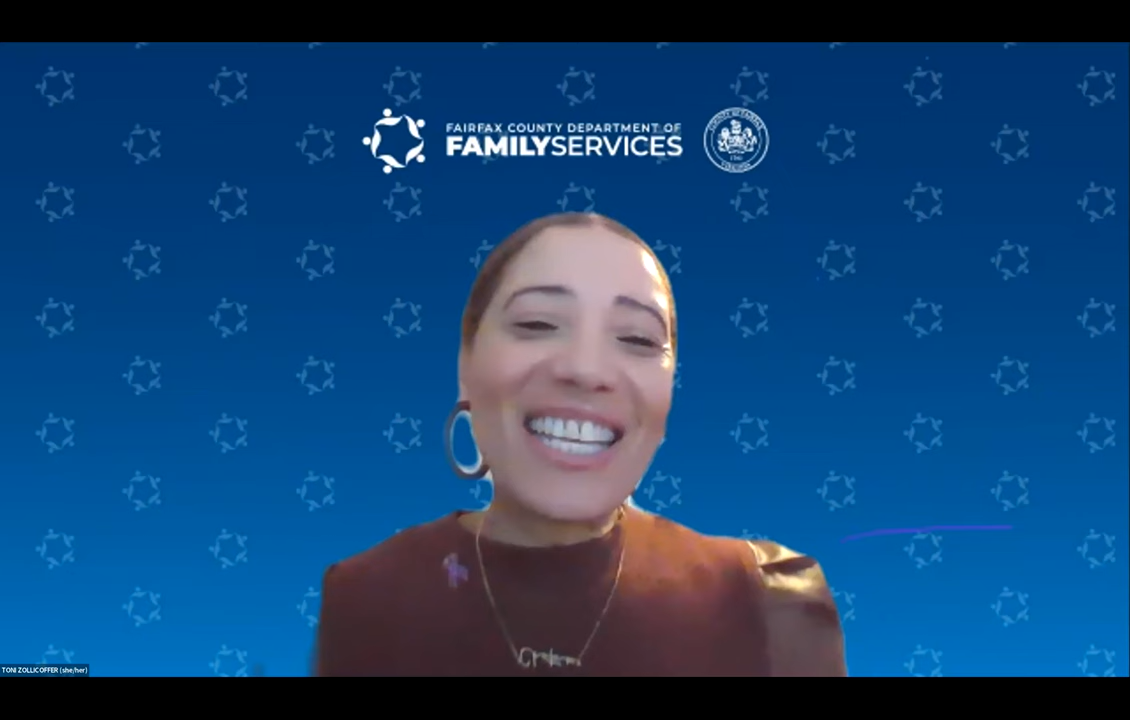 FAIRFAX COUNTY DEPARTMENT OF
FAMILYSERVICES
TONI ZOLLICOFFER (she/her)